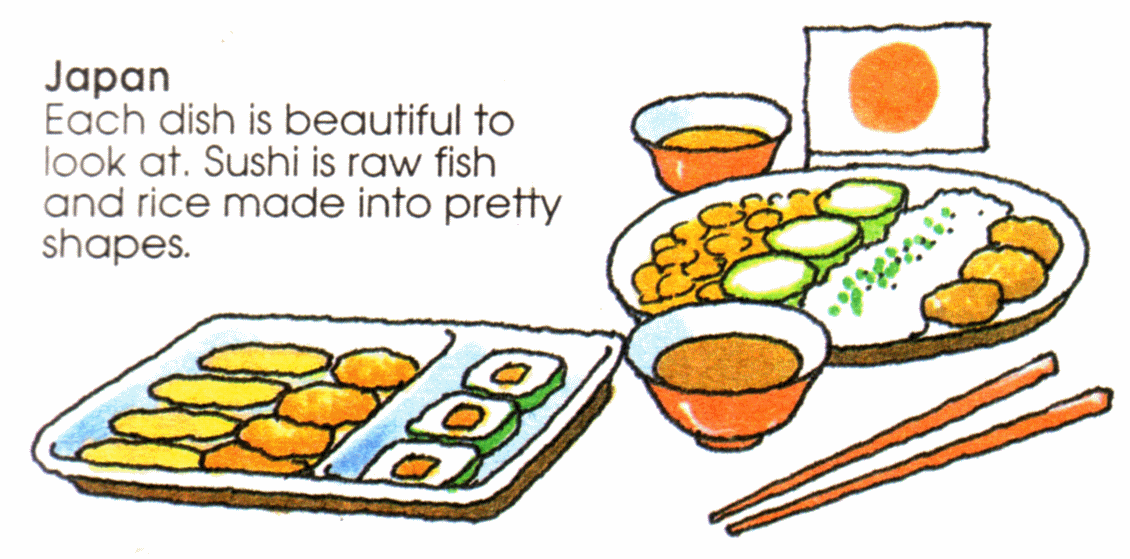 Japan
Each dish is beautiful to
look at. Sushi is raw fish
and rice made into pretty
shapes.